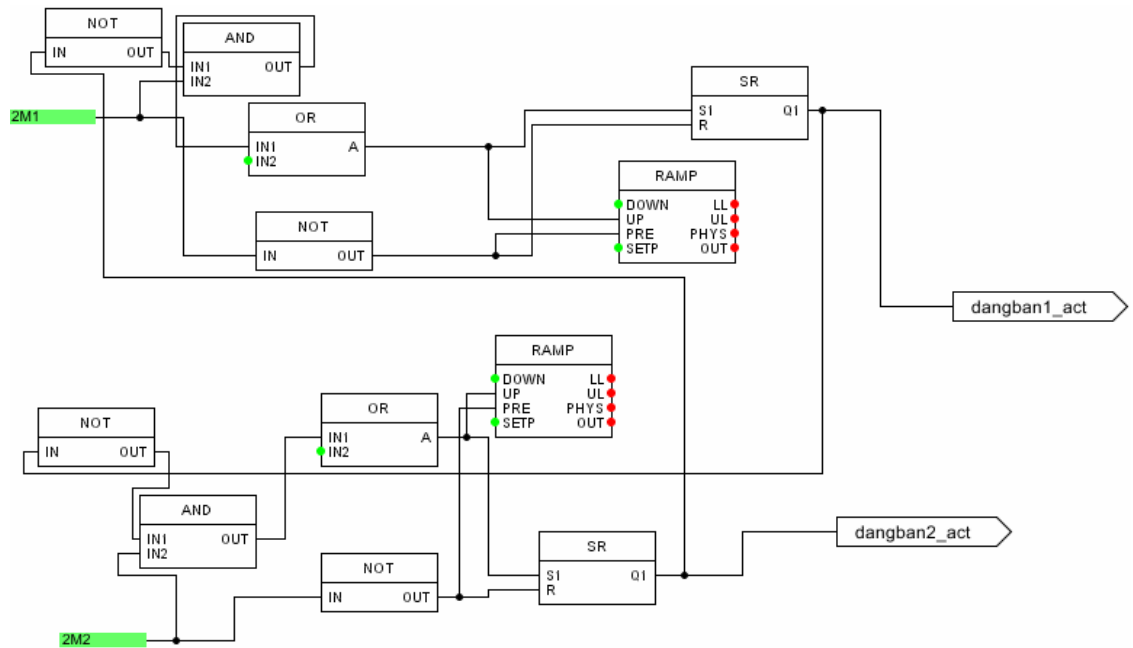 NOT
IN OUT
AND
IN1 OUT
IN2
2M1
OR
IN1 A
IN2
SR
S1 Q1
R
RAMP
DOWN LL
UP UL
PRE PHYS
SETP OUT
NOT
IN OUT
dangban1_act
RAMP
DOWN LL
UP UL
PRE PHYS
SETP OUT
OR
IN1 A
IN2
NOT
IN OUT
AND
IN1 OUT
IN2
dangban2_act
SR
S1 Q1
R
NOT
IN OUT
2M2